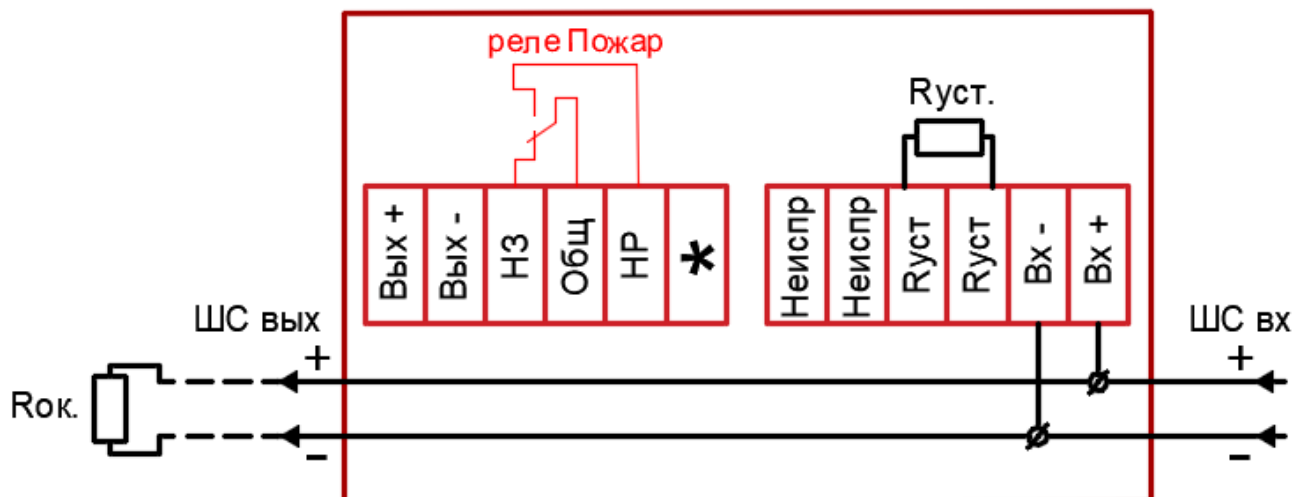 реле Пожар
Rуст.
Вых +
Вых -
НЗ
Общ
НР
*
Неиспр
Неиспр
Rуст
Rуст
Вх -
Вх +
ШС вых
+
ШС вх
+
Rок.
-
-